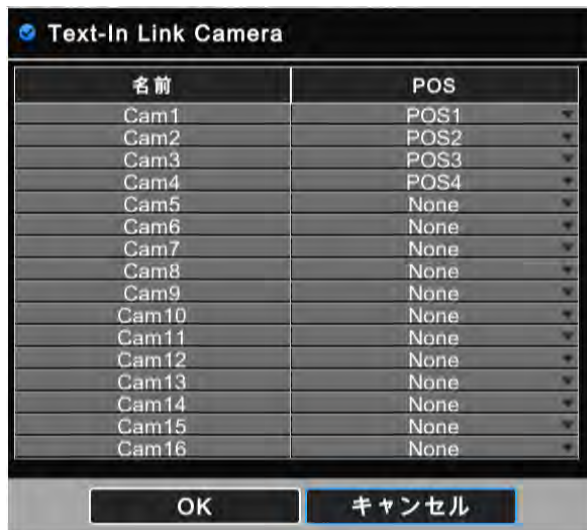 Text-In Link Camera
名前 POS
Cam1 POS1
Cam2 POS2
Cam3 POS3
Cam4 POS4
Cam5 None
Cam6 None
Cam7 None
Cam8 None
Cam9 None
Cam10 None
Cam11 None
Cam12 None
Cam13 None
Cam14 None
Cam15 None
Cam16 None
OK キャンセル